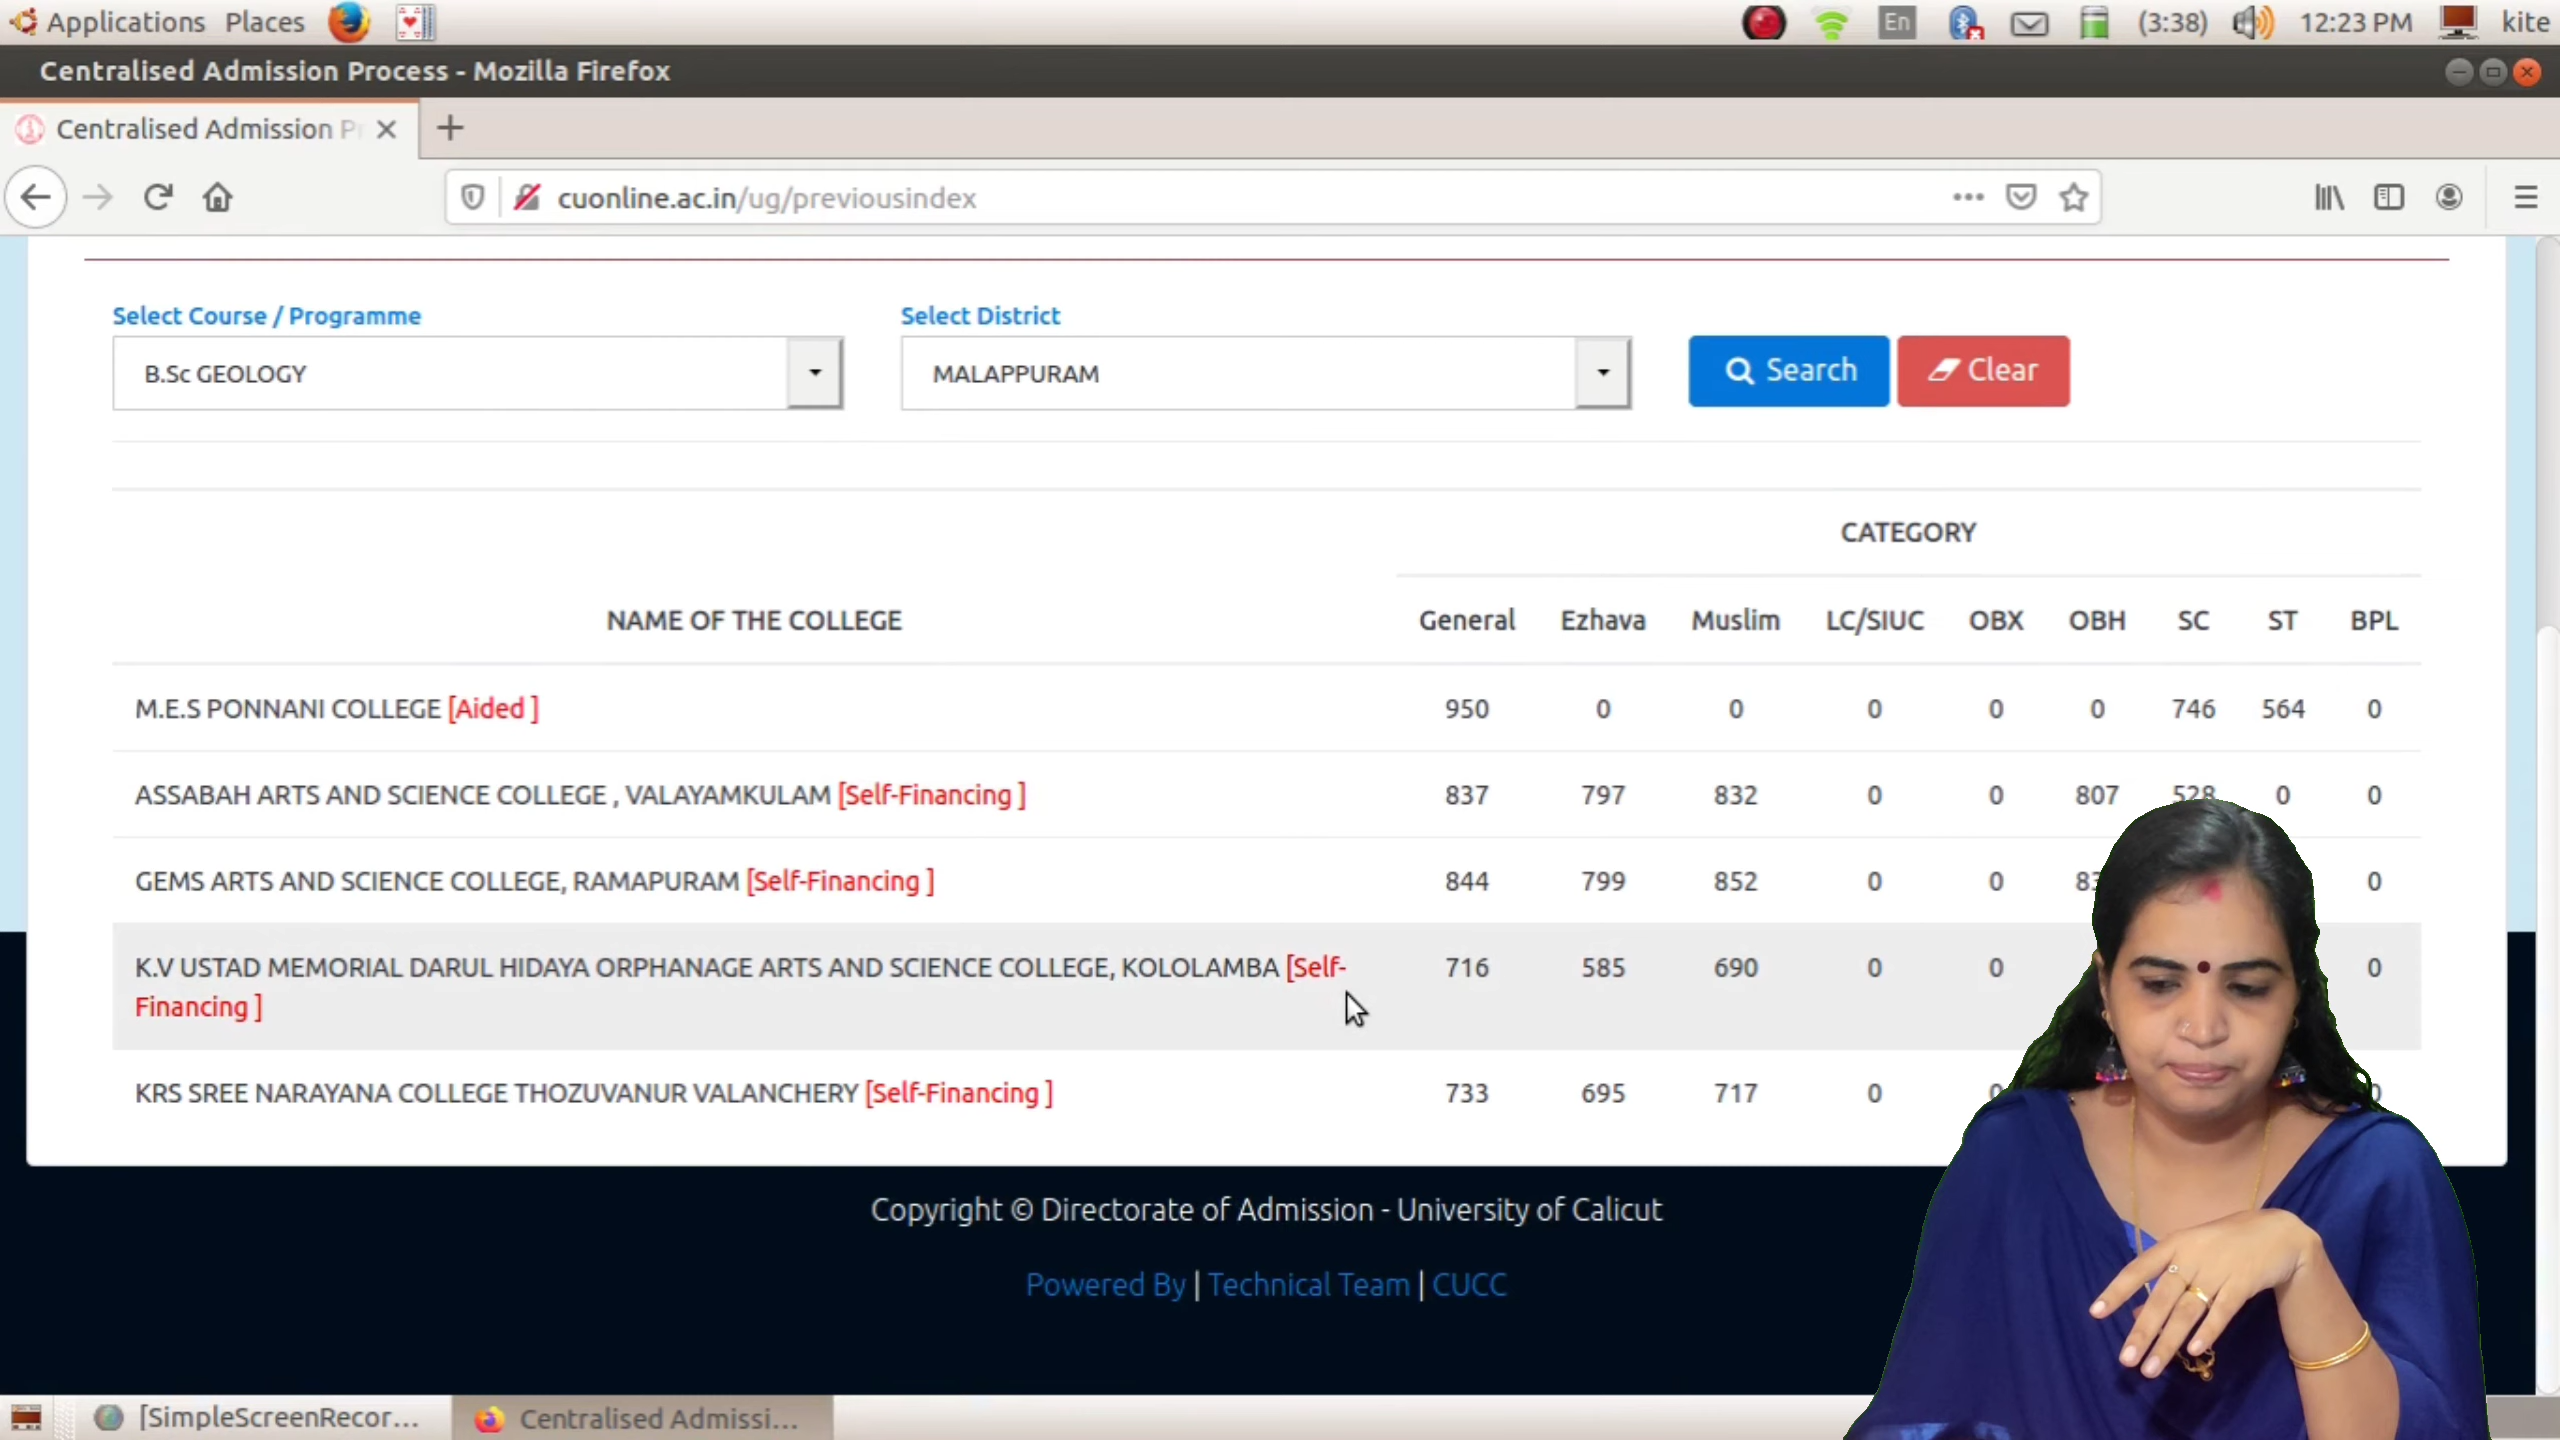 Applications Places En (3:38) 12:23 PM kite
Centralised Admission Process - Mozilla Firefox
Centralised Admission Pr
cuonline.ac.in/ug/previousindex
Select Course / Programme Select District
B.Sc GEOLOGY MALAPPURAM Search Clear
CATEGORY
NAME OF THE COLLEGE General Ezhava Muslim LC/SIUC OBX OBH SC ST BPL
M.E.S PONNANI COLLEGE [Aided ] 950 0 0 0 0 0 746 564 0
ASSABAH ARTS AND SCIENCE COLLEGE , VALAYAMKULAM [Self-Financing ] 837 797 832 0 0 807 528 0 0
GEMS ARTS AND SCIENCE COLLEGE, RAMAPURAM [Self-Financing ] 844 799 852 0 0 0
K.V USTAD MEMORIAL DARUL HIDAYA ORPHANAGE ARTS AND SCIENCE COLLEGE, KOLOLAMBA [Self- 716 585 690 0 0 0
Financing ]
KRS SREE NARAYANA COLLEGE THOZUVANUR VALANCHERY [Self-Financing ] 733 695 717 0
Copyright © Directorate of Admission - University of Calicut
Powered By | Technical Team | CUCC
[SimpleScreenRecor... Centralised Admissi...